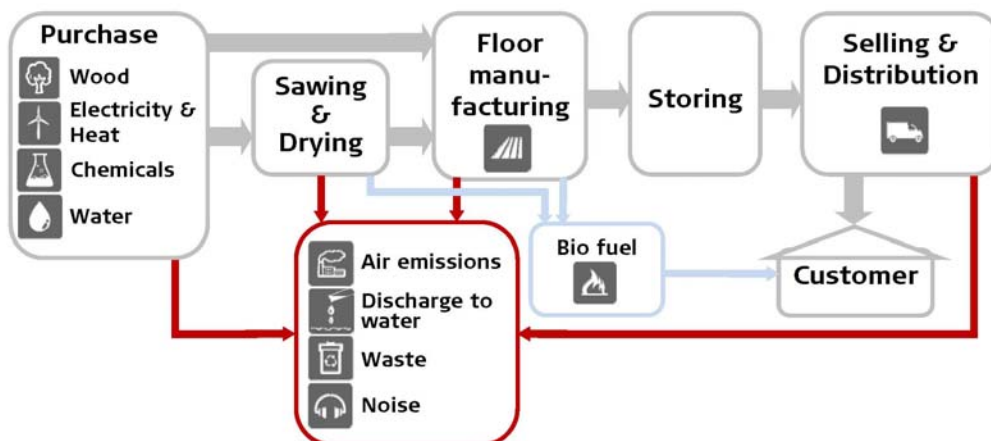 Purchase
Wood
Electricity &
Heat
Chemicals
Water
Sawing
&
Drying
Floor
manu-
facturing
Storing
Selling &
Distribution
Air emissions
Discharge to
water
Waste
Noise
Bio fuel
Customer